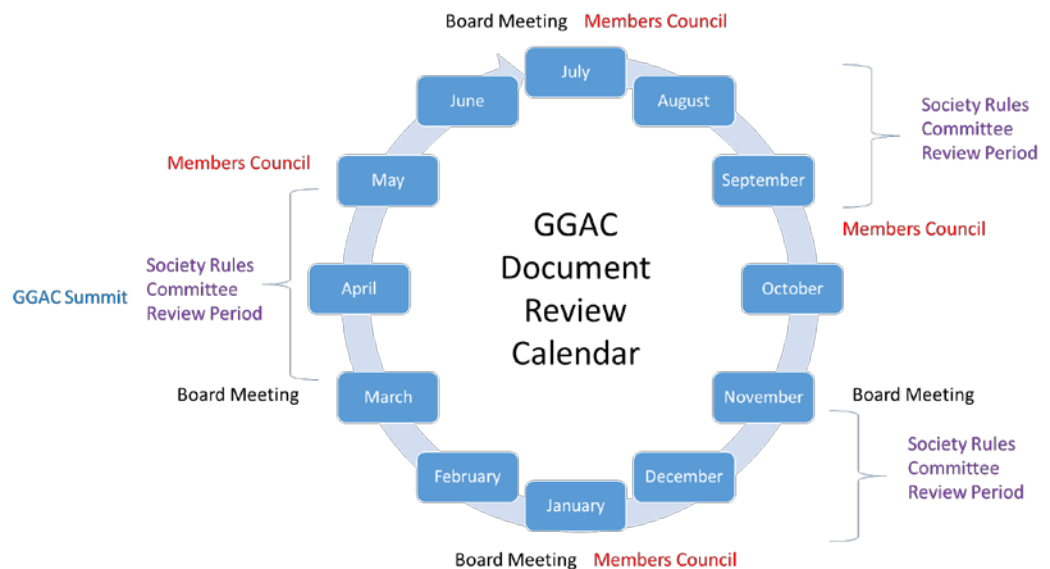 Board Meeting Members Council
July
June
August
Society Rules
Committee
Review Period
Members Council
May
September
Members Council
GGAC
Document
Review
Calendar
GGAC Summit
Society Rules
Committee
Review Period
April
October
Board Meeting
March
November
Board Meeting
Society Rules
Committee
Review Period
February
December
January
Board Meeting Members Council